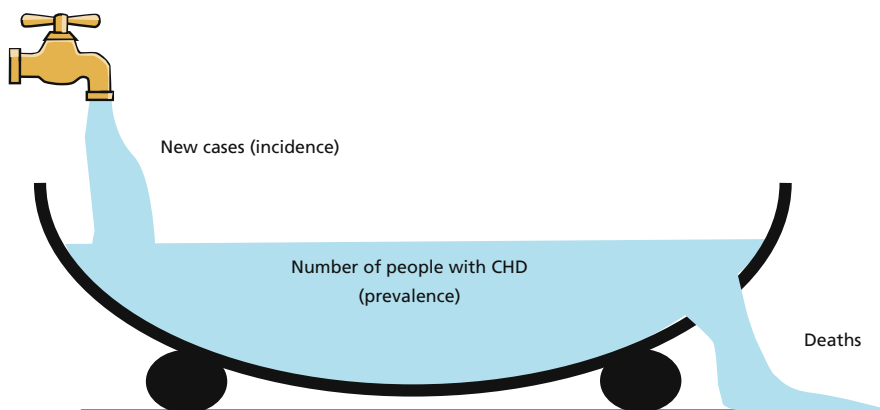 New cases (incidence)
Number of people with CHD
(prevalence)
Deaths